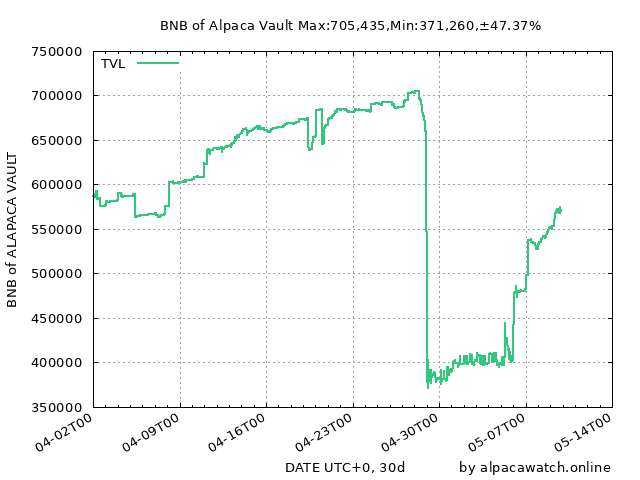 BNB of Alpaca Vault Max:705,435,Min:371,260,±47.37%
TVL
750000
700000
650000
600000
550000
500000
450000
400000
350000
BNB of ALAPACA VAULT
04-02T00
04-09T00
04-16T00
04-23T00
04-30T00
05-07T00
05-14T00
DATE UTC+0, 30d
by alpacawatch.online